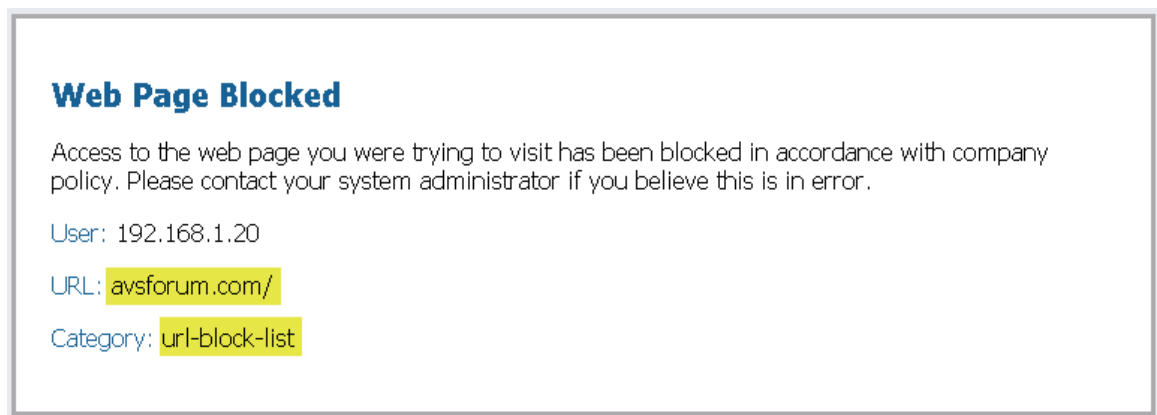 Web Page Blocked
Access to the web page you were trying to visit has been blocked in accordance with company
policy. Please contact your system administrator if you believe this is in error.
User: 192.168.1.20
URL: avsforum.com/
Category: url-block-list